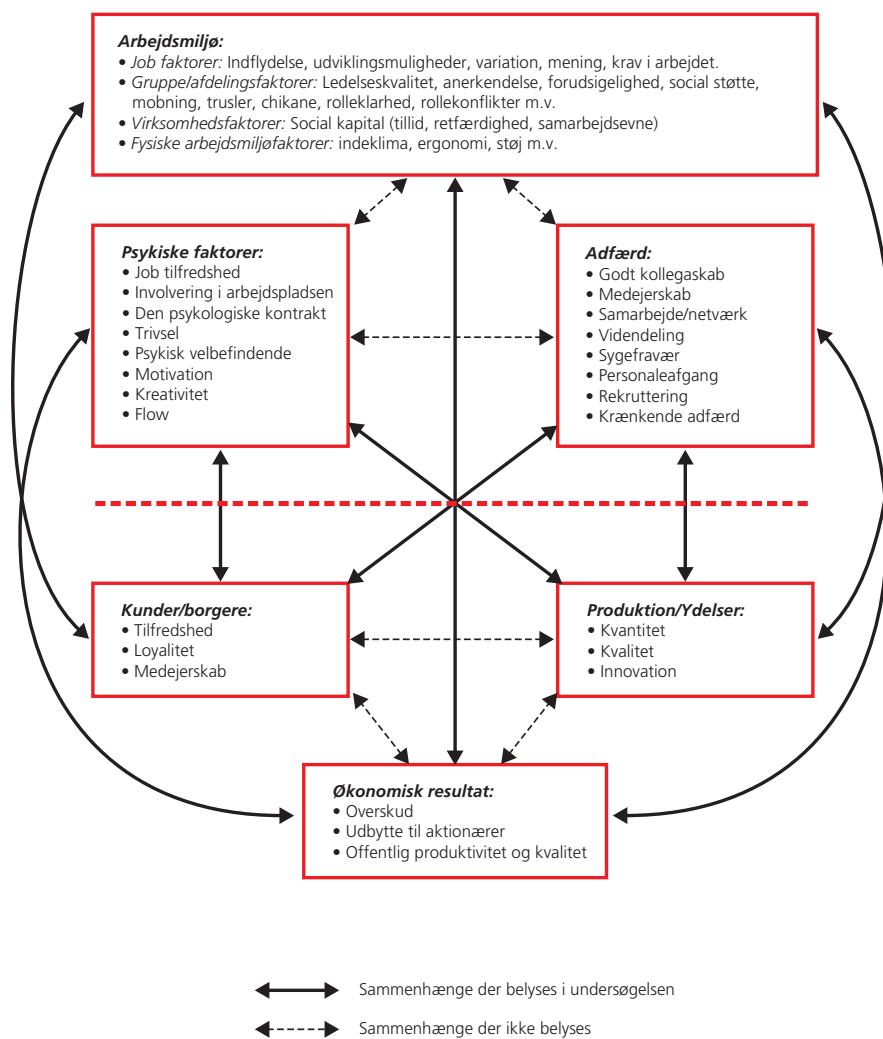 Arbejdsmiljø:
• Job faktorer: Indflydelse, udviklingsmuligheder, variation, mening, krav i arbejdet.
• Gruppe/afdelingsfaktorer: Ledelseskvalitet, anerkendelse, forudsigelighed, social støtte,
mobning, trusler, chikane, rolleklarhed, rollekonflikter m.v.
• Virksomhedsfaktorer: Social kapital (tillid, retfærdighed, samarbejdsevne)
• Fysiske arbejdsmiljøfaktorer: indeklima, ergonomi, støj m.v.
Psykiske faktorer:
• Job tilfredshed
• Involvering i arbejdspladsen
• Den psykologiske kontrakt
• Trivsel
• Psykisk velbefindende
• Motivation
• Kreativitet
• Flow
Adfærd:
• Godt kollegaskab
• Medejerskab
• Samarbejde/netværk
• Videndeling
• Sygefravær
• Personaleafgang
• Rekruttering
• Krænkende adfærd
Kunder/borgere:
• Tilfredshed
• Loyalitet
• Medejerskab
Produktion/Ydelser:
• Kvantitet
• Kvalitet
• Innovation
Økonomisk resultat:
• Overskud
• Udbytte til aktionærer
• Offentlig produktivitet og kvalitet
Sammenhænge der belyses i undersøgelsen
Sammenhænge der ikke belyses